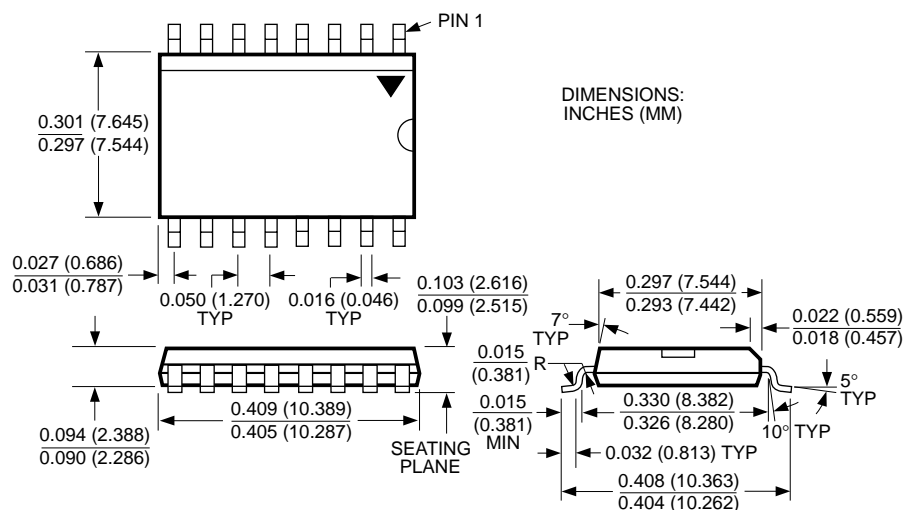 PIN 1
DIMENSIONS:
INCHES (MM)
0.301 (7.645)
0.297 (7.544)
0.027 (0.686)
0.031 (0.787)
0.050 (1.270)
TYP
0.016 (0.046)
TYP
0.103 (2.616)
0.099 (2.515)
0.297 (7.544)
0.293 (7.442)
0.022 (0.559)
0.018 (0.457)
7°
TYP
0.015
(0.381)
R
5°
TYP
0.094 (2.388)
0.090 (2.286)
0.409 (10.389)
0.405 (10.287)
SEATING
PLANE
0.015
(0.381)
MIN
0.330 (8.382)
0.326 (8.280)
10° TYP
0.032 (0.813) TYP
0.408 (10.363)
0.404 (10.262)